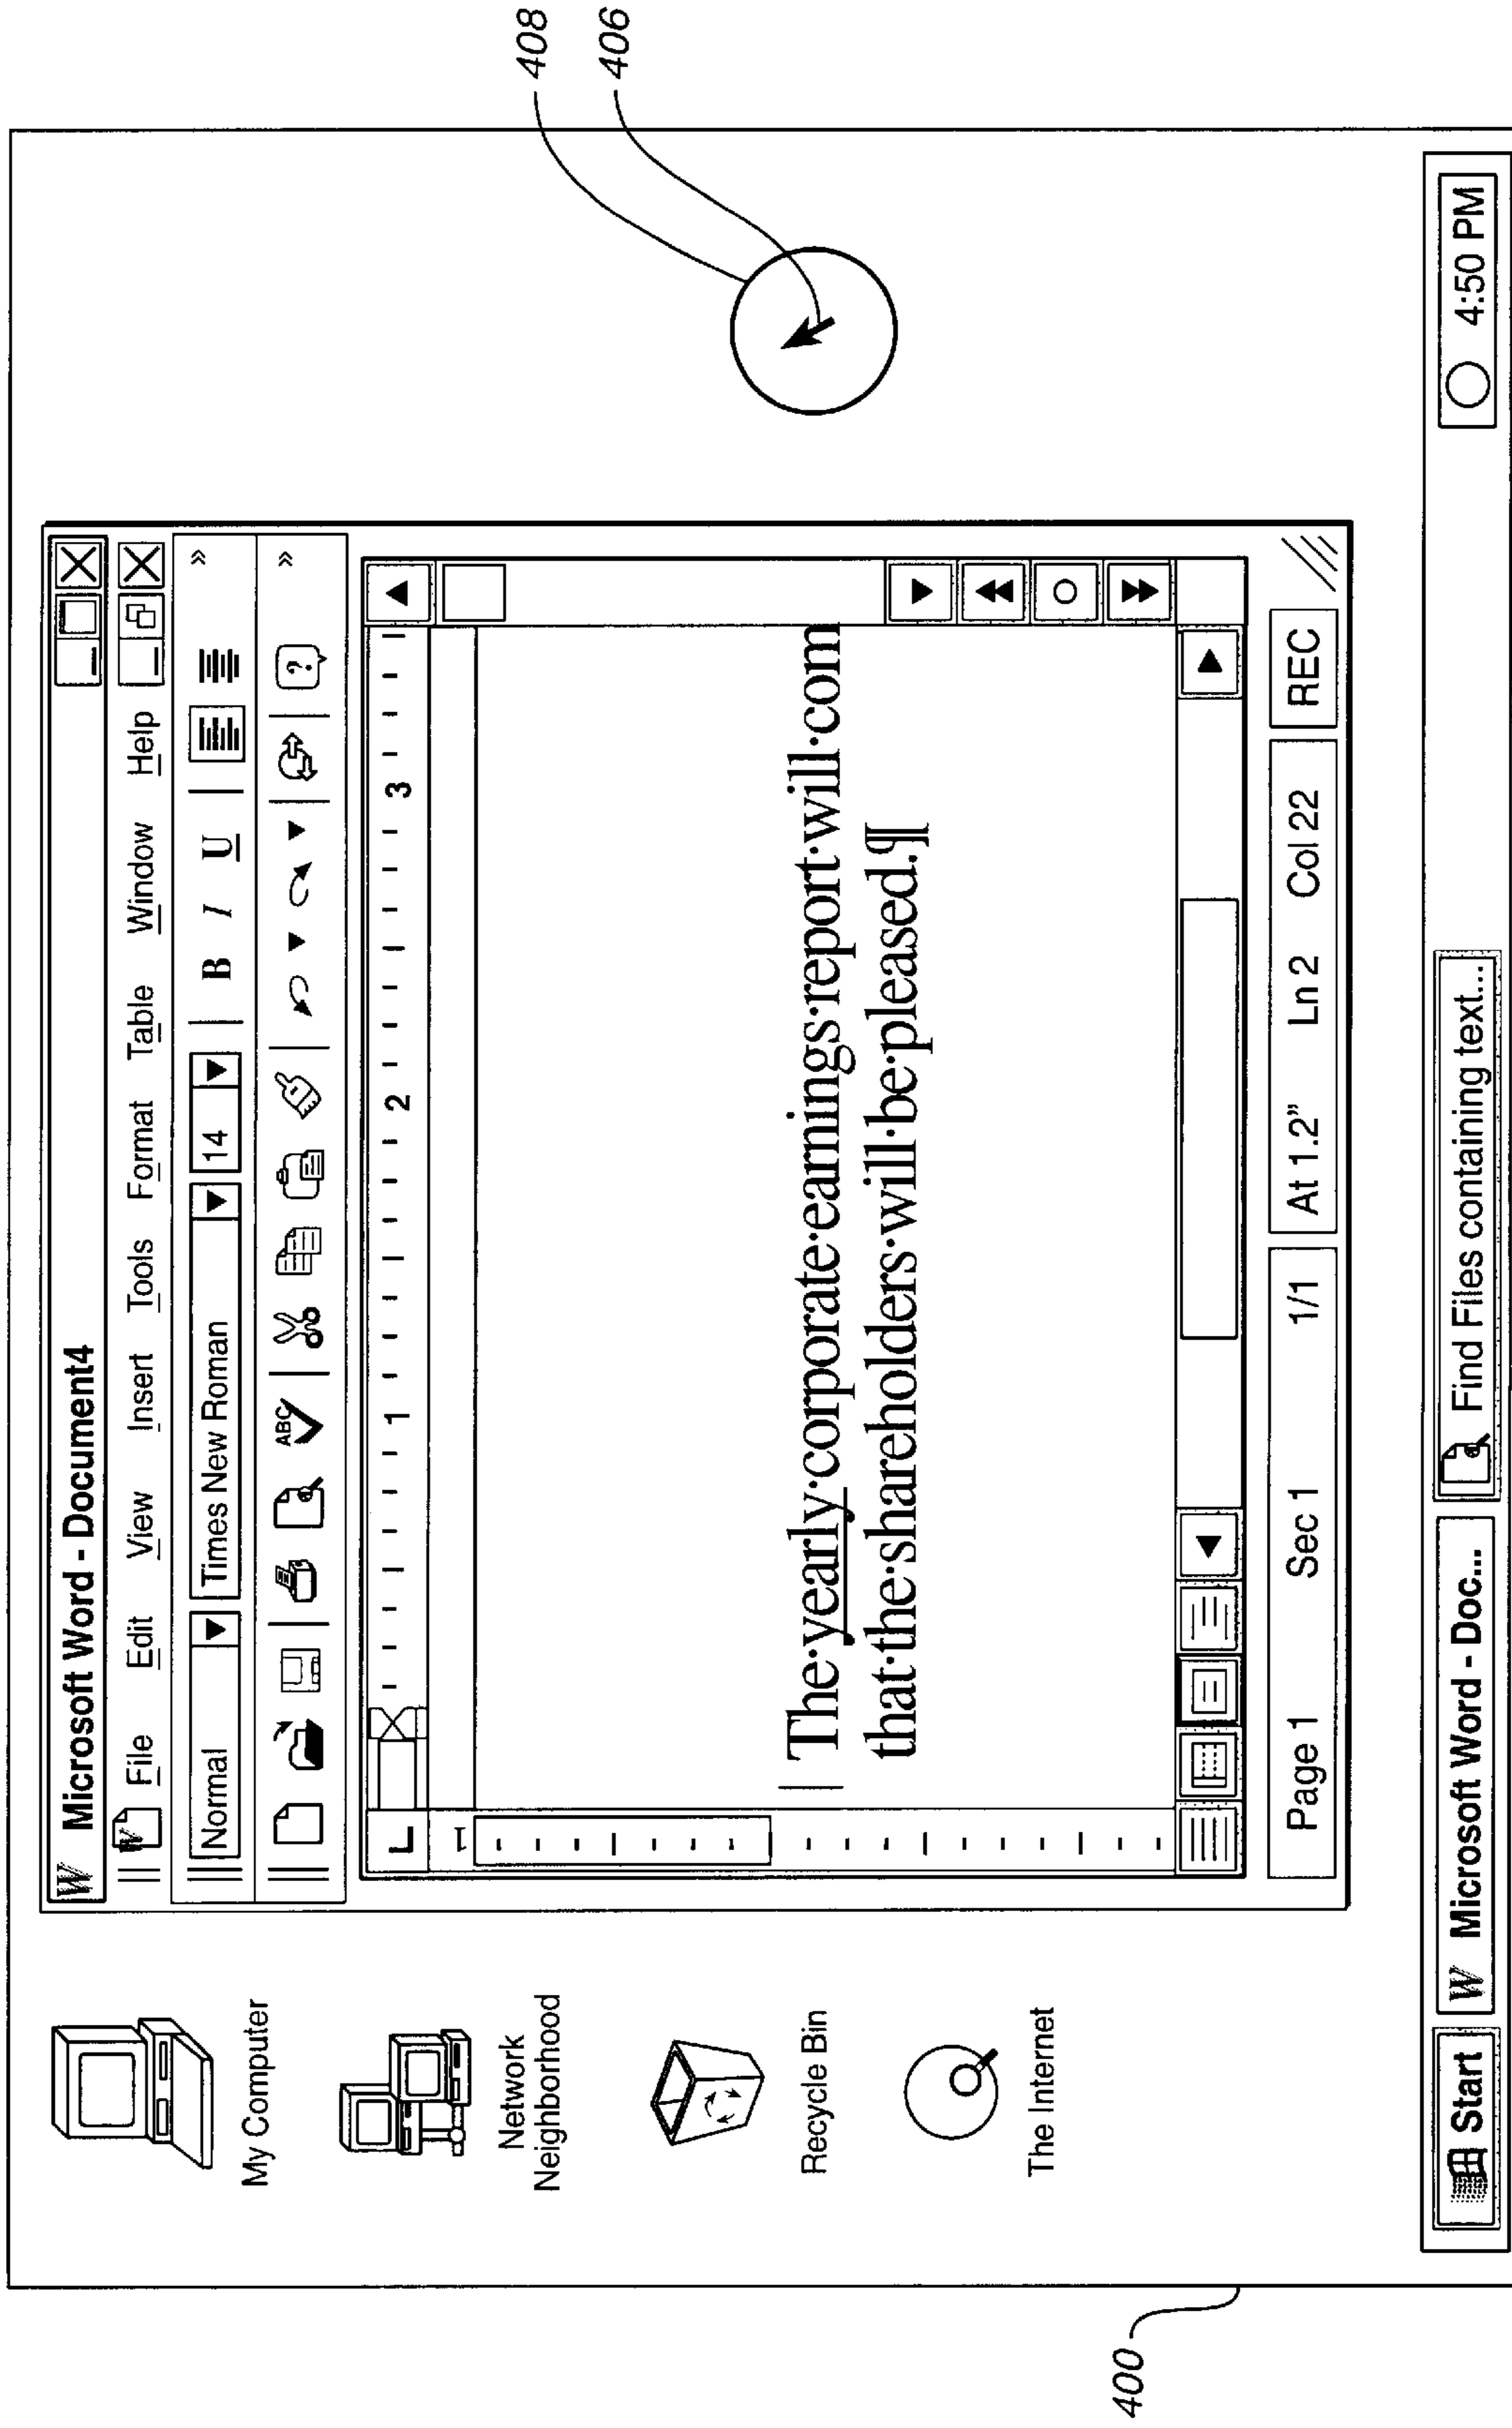 W Microsoft Word - Document4
W File Edit View Insert Tools Format Table Window Help
Normal Times New Roman 14 B I U »
ABC ? »
L 1 2 3
1
The·yearly·corporate·earnings·report·will·com
that·the·shareholders·will·be·pleased.¶
Page 1 Sec 1 1/1 At 1.2” Ln 2 Col 22 REC
My Computer
Network
Neighborhood
Recycle Bin
The Internet
Start W Microsoft Word - Doc... Find Files containing text... 4:50 PM
408
406
400